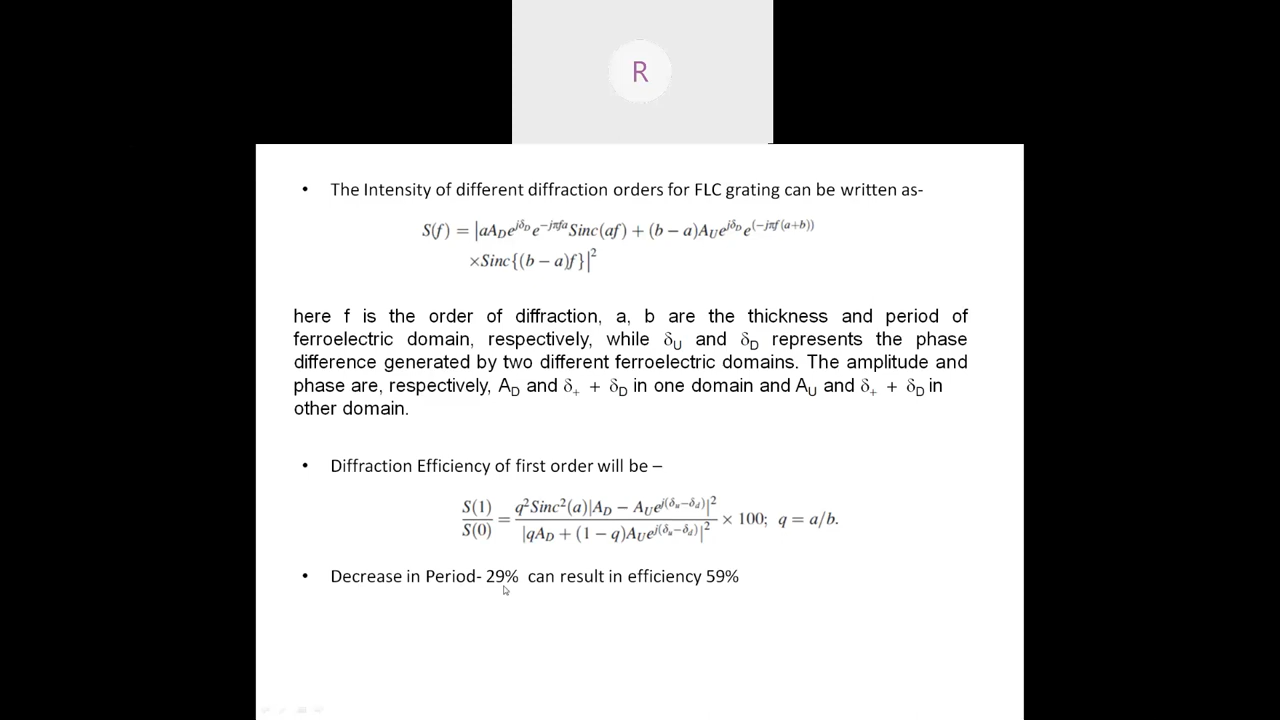 R
• The Intensity of different diffraction orders for FLC grating can be written as-
S(f) = |aA_D e^{jδ_D} e^{-jπfa} Sinc(af) + (b − a)A_U e^{jδ_D} e^{(-jπf(a+b))}
×Sinc{(b − a)f}|^2
here f is the order of diffraction, a, b are the thickness and period of
ferroelectric domain, respectively, while δ_U and δ_D represents the phase
difference generated by two different ferroelectric domains. The amplitude and
phase are, respectively, A_D and δ_+ + δ_D in one domain and A_U and δ_+ + δ_D in
other domain.
• Diffraction Efficiency of first order will be –
S(1)/S(0) = q^2 Sinc^2(a)|A_D − A_U e^{j(δ_u−δ_d)}|^2 / |qA_D + (1 − q)A_U e^{j(δ_u−δ_d)}|^2 × 100; q = a/b.
• Decrease in Period- 29% can result in efficiency 59%